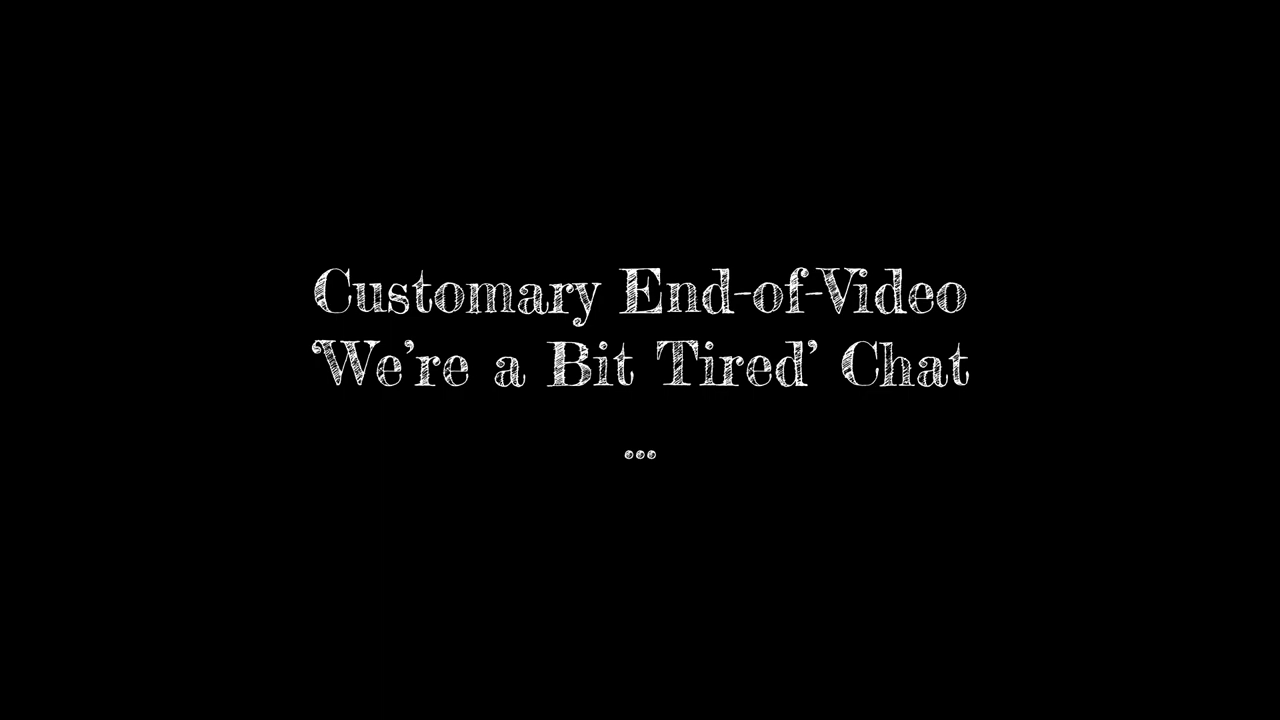 Customary End-of-Video
‘We’re a Bit Tired’ Chat
...